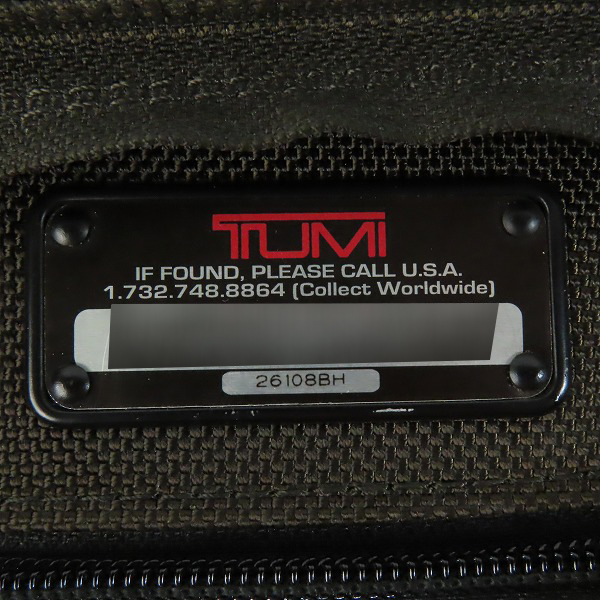 TUMI
IF FOUND, PLEASE CALL U.S.A.
1.732.748.8864 (Collect Worldwide)
26108BH